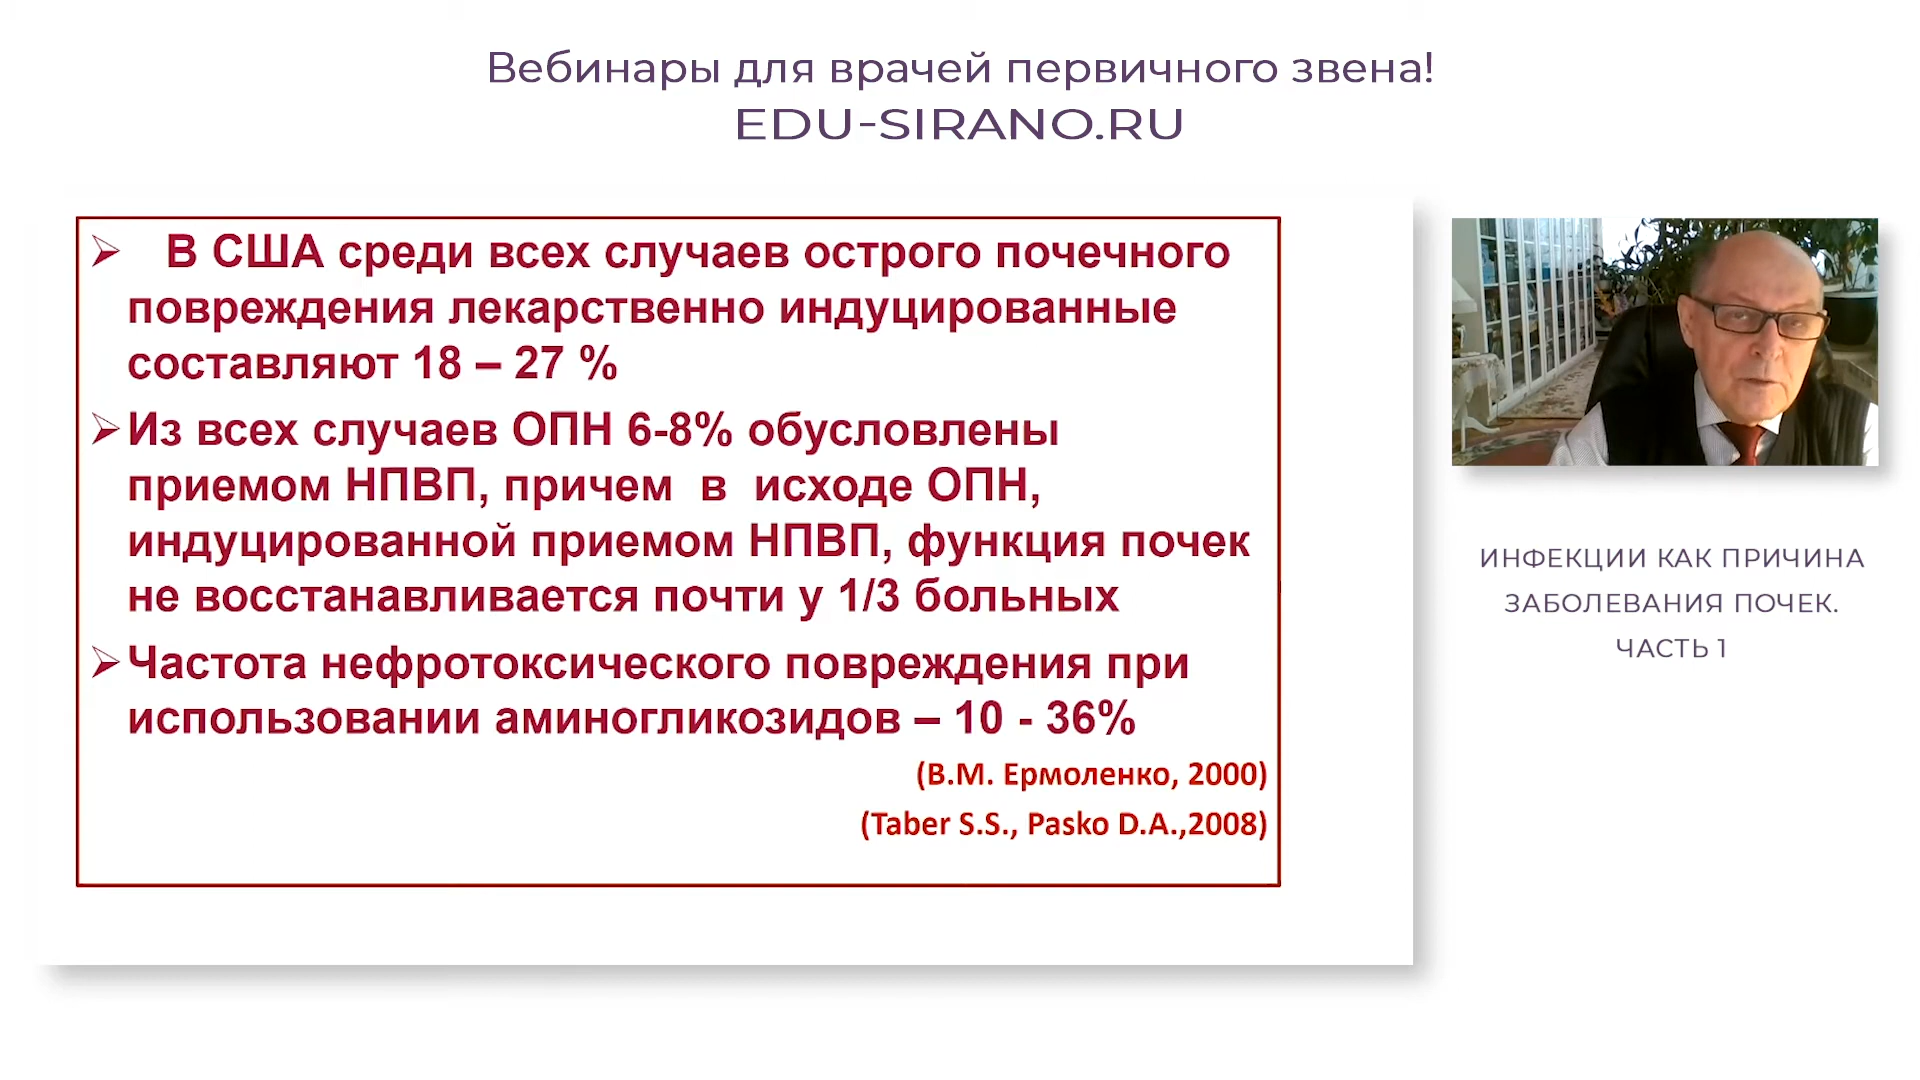 Вебинары для врачей первичного звена!
EDU-SIRANO.RU
➢ В США среди всех случаев острого почечного
повреждения лекарственно индуцированные
составляют 18 – 27 %
➢Из всех случаев ОПН 6-8% обусловлены
приемом НПВП, причем в исходе ОПН,
индуцированной приемом НПВП, функция почек
не восстанавливается почти у 1/3 больных
➢Частота нефротоксического повреждения при
использовании аминогликозидов – 10 - 36%
(В.М. Ермоленко, 2000)
(Taber S.S., Pasko D.A.,2008)
ИНФЕКЦИИ КАК ПРИЧИНА
ЗАБОЛЕВАНИЯ ПОЧЕК.
ЧАСТЬ 1